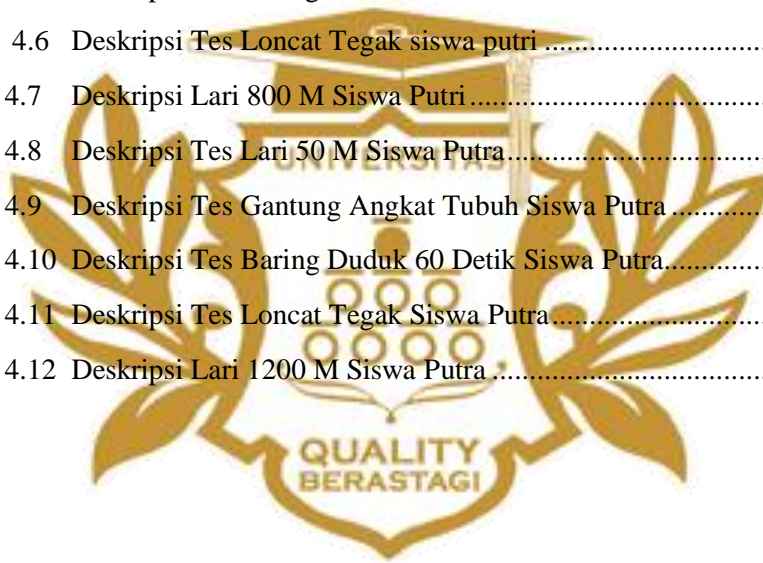 4.6 Deskripsi Tes Loncat Tegak siswa putri ..............................
4.7 Deskripsi Lari 800 M Siswa Putri ........................................
4.8 Deskripsi Tes Lari 50 M Siswa Putra ...................................
UNIVERSITAS
4.9 Deskripsi Tes Gantung Angkat Tubuh Siswa Putra .............
4.10 Deskripsi Tes Baring Duduk 60 Detik Siswa Putra..............
4.11 Deskripsi Tes Loncat Tegak Siswa Putra.............................
4.12 Deskripsi Lari 1200 M Siswa Putra .....................................
QUALITY
BERASTAGI